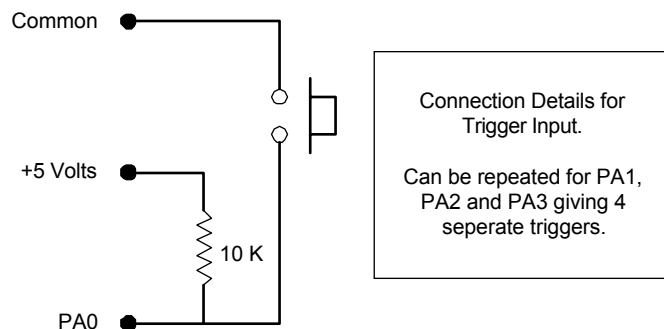 Common
+5 Volts
10 K
PA0
Connection Details for
Trigger Input.
Can be repeated for PA1,
PA2 and PA3 giving 4
seperate triggers.